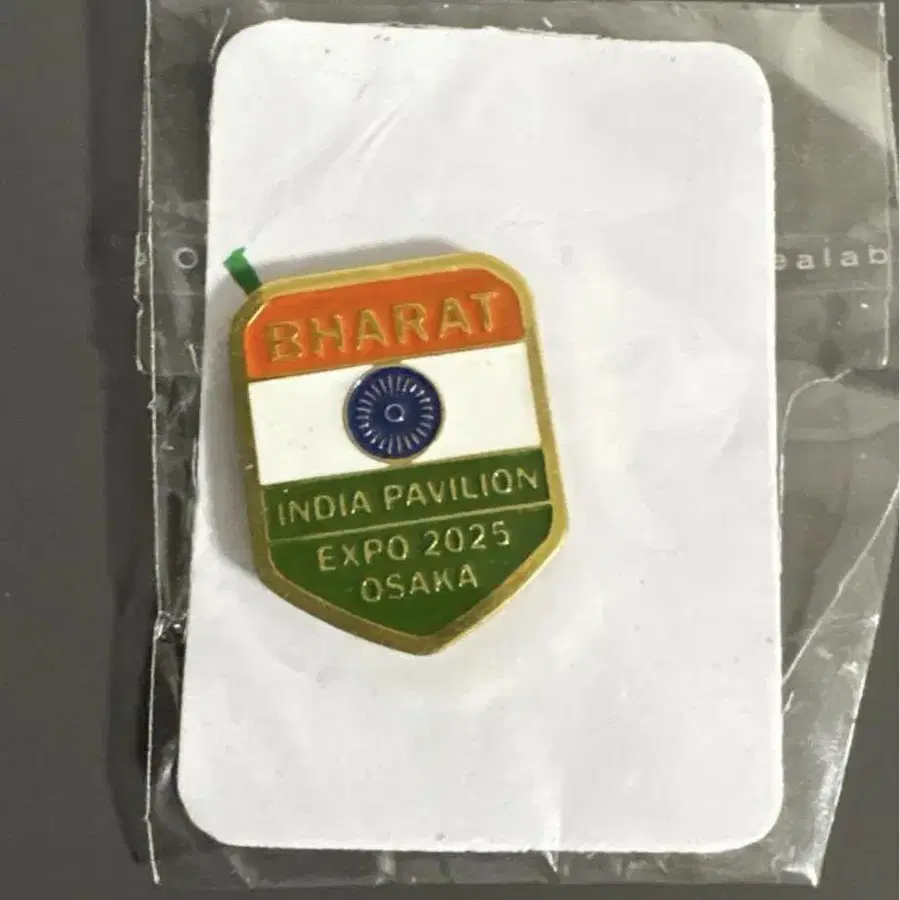 BHARAT
INDIA PAVILION
EXPO 2025
OSAKA